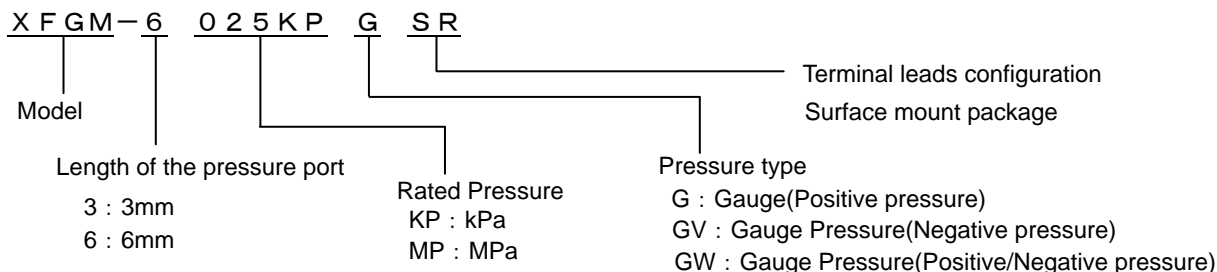 ＸＦＧＭ－６ ０２５ＫＰ Ｇ ＳＲ
Terminal leads configuration
Surface mount package
Model
Length of the pressure port
3：3mm
6：6mm
Rated Pressure
KP：kPa
MP：MPa
Pressure type
G：Gauge(Positive pressure)
GV：Gauge Pressure(Negative pressure)
GW：Gauge Pressure(Positive/Negative pressure)